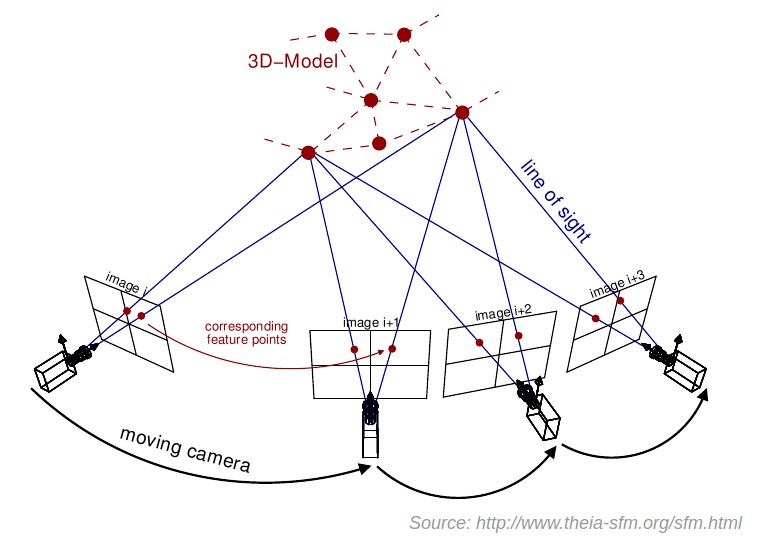 3D–Model
line of sight
image i
image i+1
image i+2
image i+3
corresponding
feature points
moving camera
Source: http://www.theia-sfm.org/sfm.html